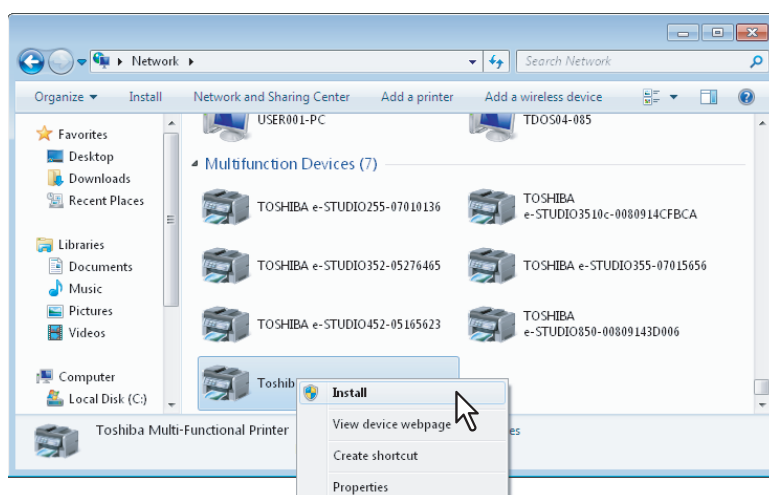 Network
Search Network
Organize
Install
Network and Sharing Center
Add a printer
Add a wireless device
Favorites
Desktop
Downloads
Recent Places
Libraries
Documents
Music
Pictures
Videos
Computer
Local Disk (C:)
USER001-PC
TDOS04-085
Multifunction Devices (7)
TOSHIBA e-STUDIO255-07010136
TOSHIBA
e-STUDIO3510c-0080914CFBCA
TOSHIBA e-STUDIO352-05276465
TOSHIBA e-STUDIO355-07015656
TOSHIBA e-STUDIO452-05165623
TOSHIBA
e-STUDIO850-00809143D006
Install
View device webpage
Create shortcut
Properties
Toshiba Multi-Functional Printer